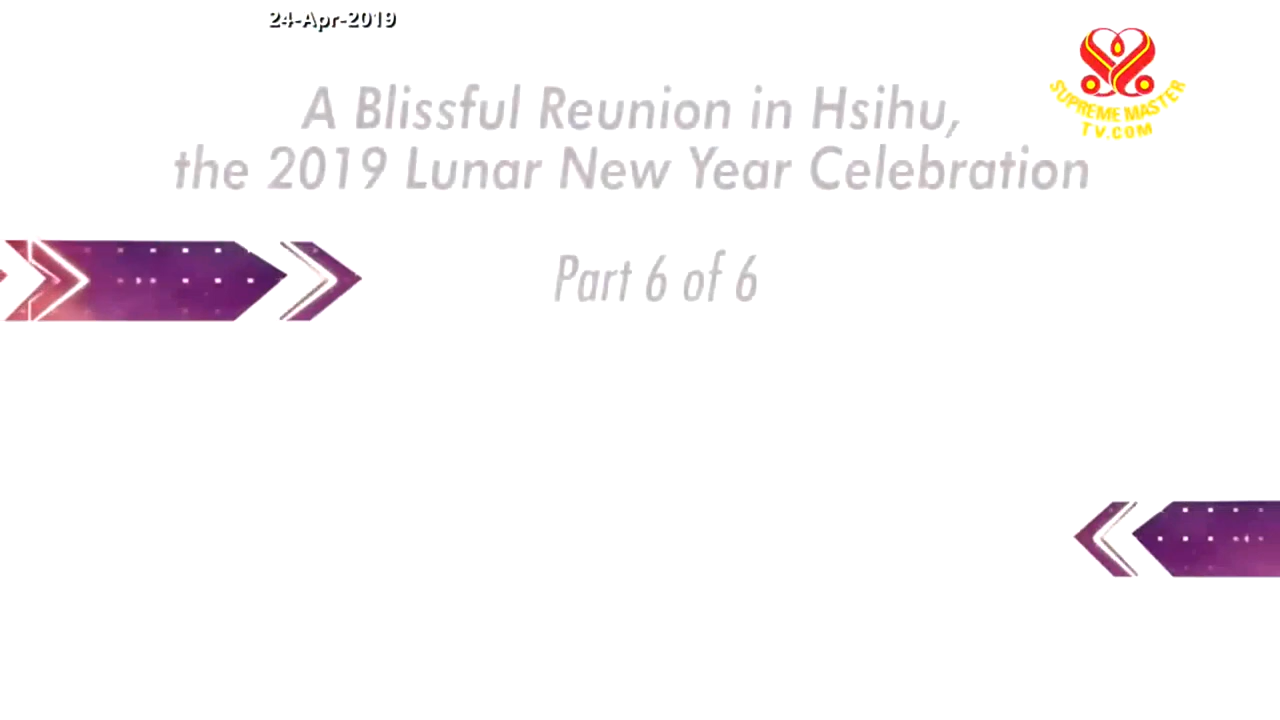 24-Apr-2019
SUPREME MASTER
TV.COM
A Blissful Reunion in Hsihu,
the 2019 Lunar New Year Celebration
Part 6 of 6